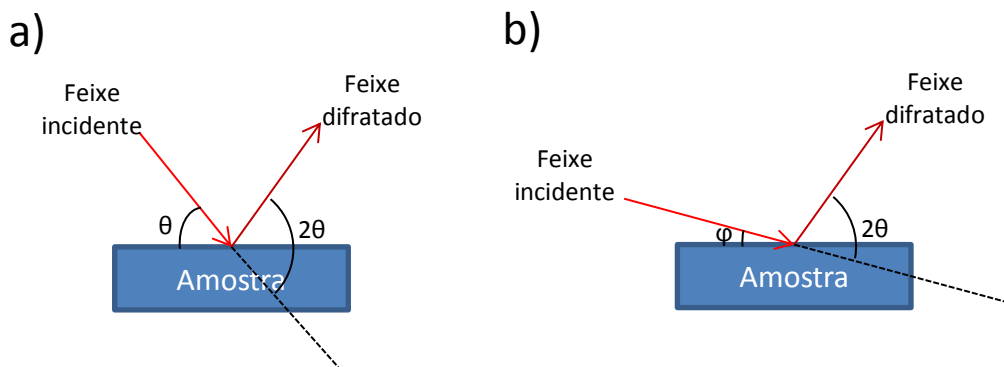 a)
Feixe
incidente
Feixe
difratado
θ
2θ
Amostra
b)
Feixe
incidente
Feixe
difratado
φ
2θ
Amostra